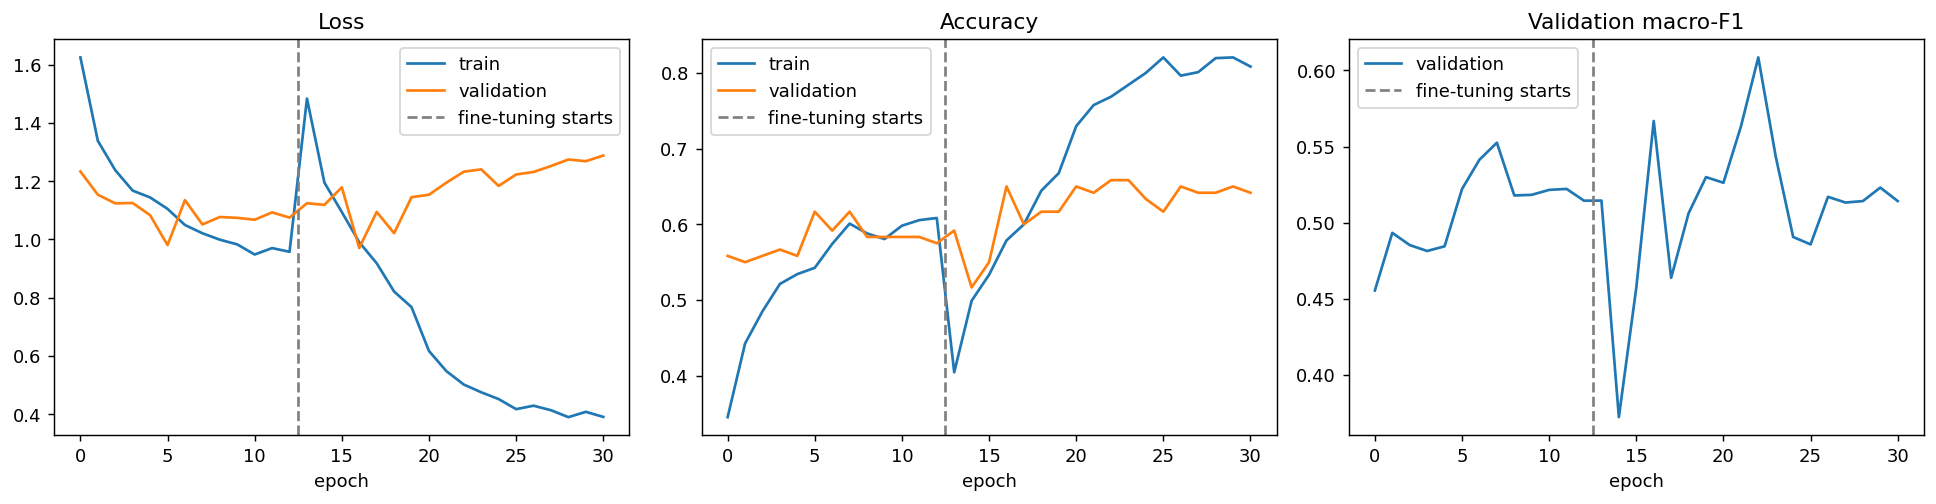 Loss
1.6
1.4
1.2
1.0
0.8
0.6
0.4
train
validation
fine-tuning starts
0 5 10 15 20 25 30
epoch
Accuracy
0.8
0.7
0.6
0.5
0.4
train
validation
fine-tuning starts
0 5 10 15 20 25 30
epoch
Validation macro-F1
0.60
0.55
0.50
0.45
0.40
validation
fine-tuning starts
0 5 10 15 20 25 30
epoch